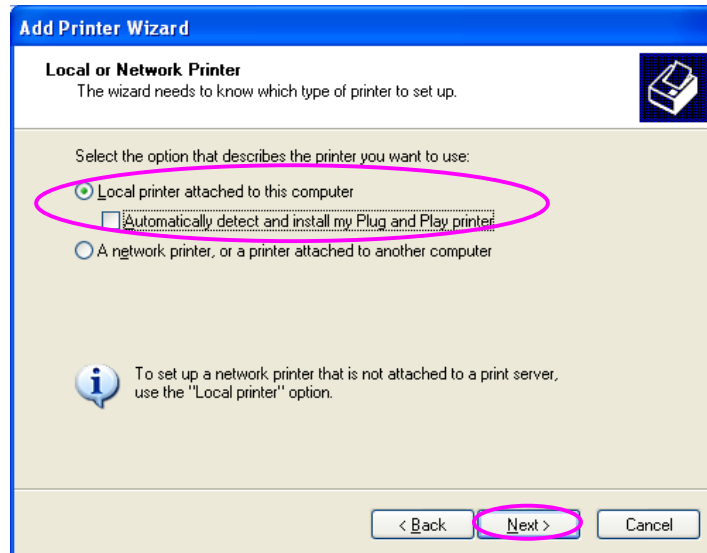 Add Printer Wizard
Local or Network Printer
The wizard needs to know which type of printer to set up.
Select the option that describes the printer you want to use:
Local printer attached to this computer
Automatically detect and install my Plug and Play printer
A network printer, or a printer attached to another computer
To set up a network printer that is not attached to a print server,
use the "Local printer" option.
< Back
Next >
Cancel